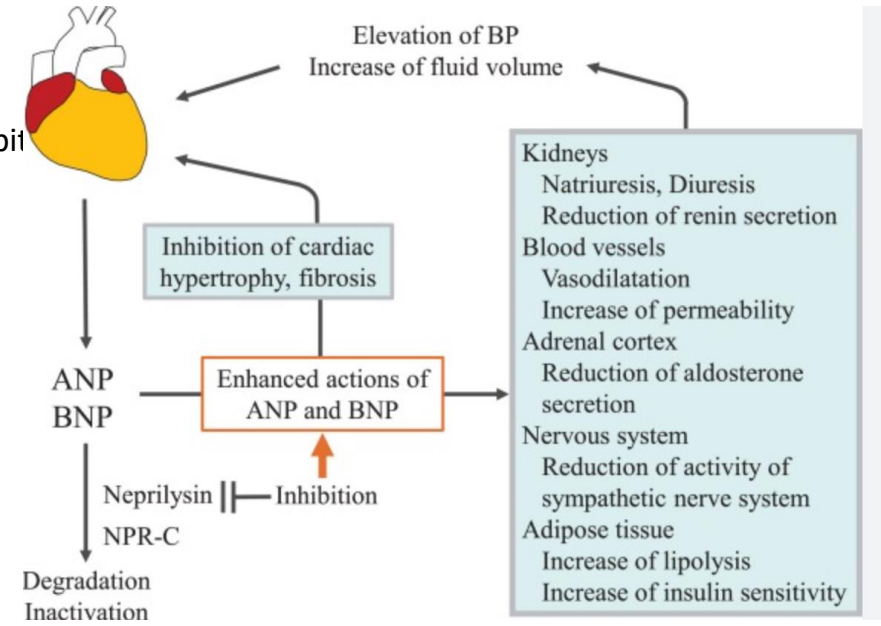 Elevation of BP
Increase of fluid volume
Inhibition of cardiac
hypertrophy, fibrosis
ANP
BNP
Enhanced actions of
ANP and BNP
Neprilysin
Inhibition
NPR-C
Degradation
Inactivation
Kidneys
Natriuresis, Diuresis
Reduction of renin secretion
Blood vessels
Vasodilatation
Increase of permeability
Adrenal cortex
Reduction of aldosterone
secretion
Nervous system
Reduction of activity of
sympathetic nerve system
Adipose tissue
Increase of lipolysis
Increase of insulin sensitivity